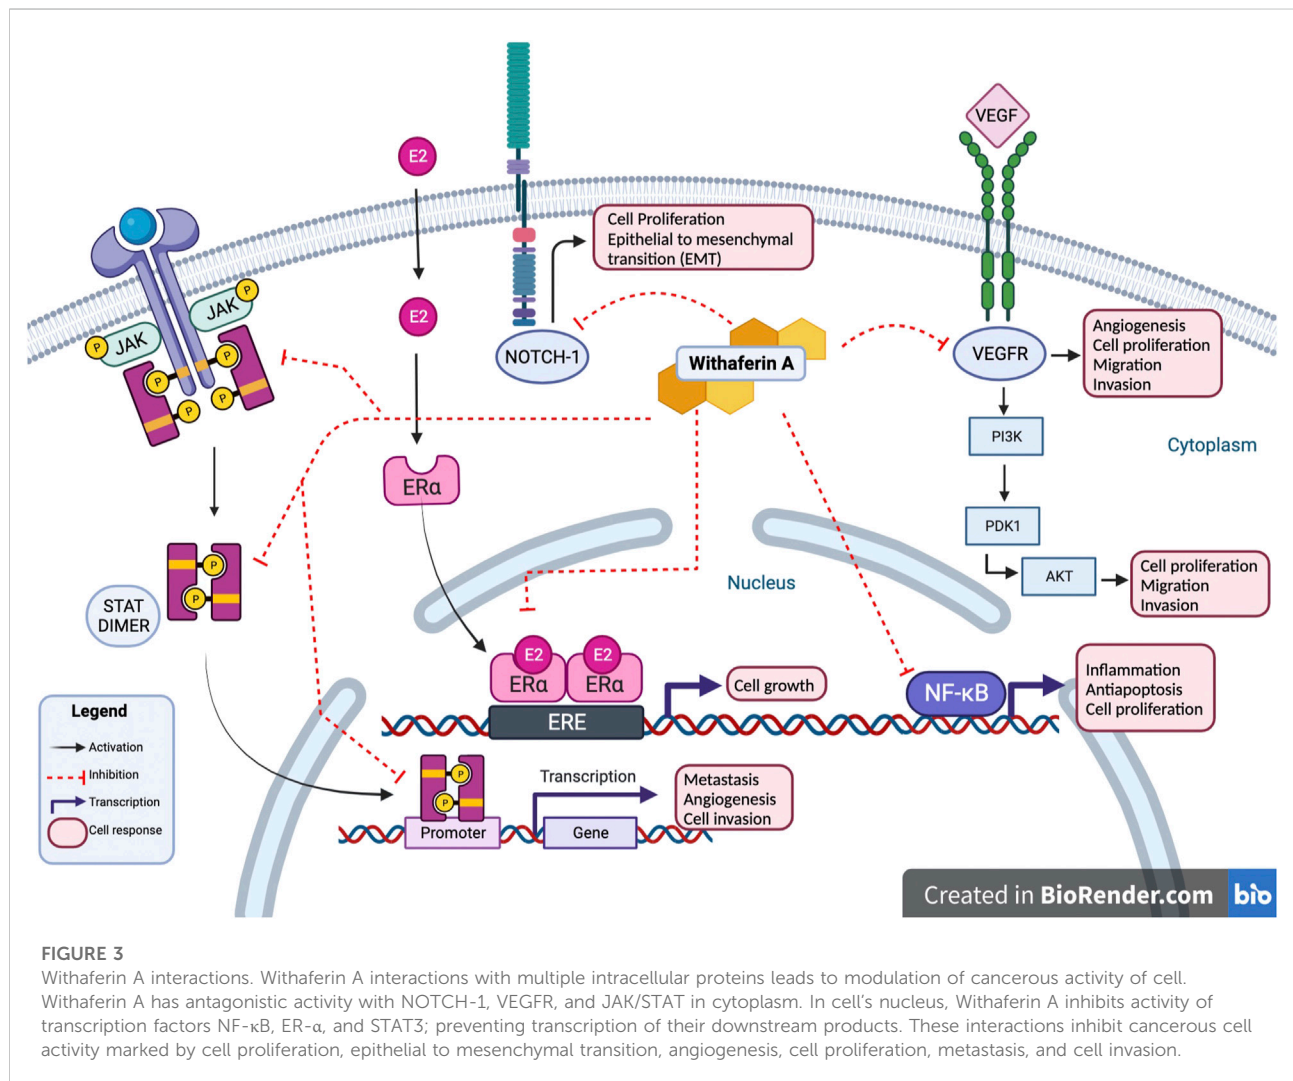 VEGF
E2
Cell Proliferation
Epithelial to mesenchymal
transition (EMT)
P
JAK
P
JAK
E2
NOTCH-1
Withaferin A
VEGFR
Angiogenesis
Cell proliferation
Migration
Invasion
P
P
P
P
PI3K
Cytoplasm
ERα
PDK1
Nucleus
AKT
Cell proliferation
Migration
Invasion
P
P
STAT
DIMER
E2
E2
ERα
ERα
ERE
Cell growth
NF-κB
Inflammation
Antiapoptosis
Cell proliferation
Legend
Activation
Inhibition
Transcription
Cell response
P
P
Promoter
Transcription
Gene
Metastasis
Angiogenesis
Cell invasion
Created in BioRender.com bio
FIGURE 3
Withaferin A interactions. Withaferin A interactions with multiple intracellular proteins leads to modulation of cancerous activity of cell.
Withaferin A has antagonistic activity with NOTCH-1, VEGFR, and JAK/STAT in cytoplasm. In cell's nucleus, Withaferin A inhibits activity of
transcription factors NF-κB, ER-α, and STAT3; preventing transcription of their downstream products. These interactions inhibit cancerous cell
activity marked by cell proliferation, epithelial to mesenchymal transition, angiogenesis, cell proliferation, metastasis, and cell invasion.